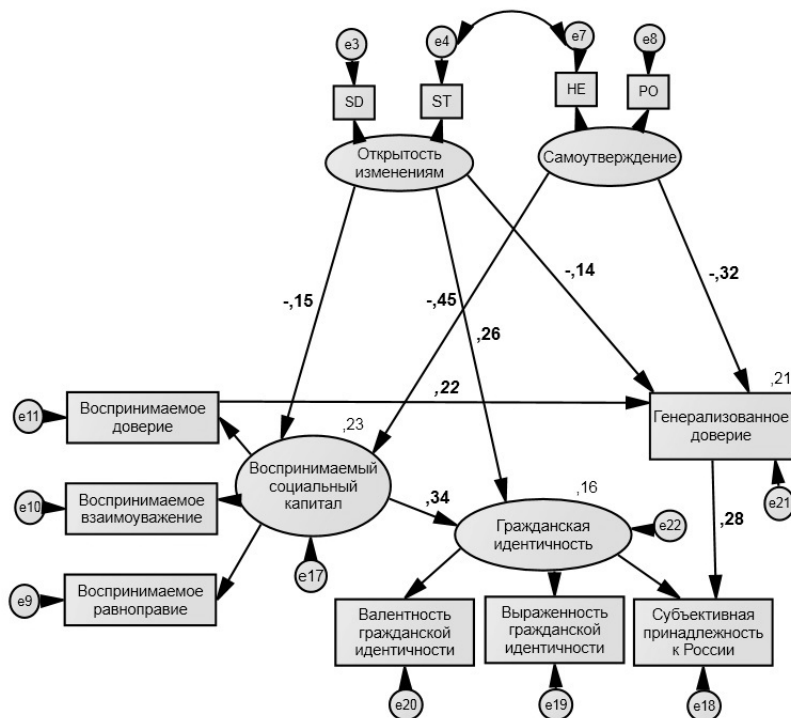 e3
e4
e7
e8
SD
ST
HE
PO
Открытость
изменениям
Самоутверждение
-,15
-,45
,26
-,14
-,32
,22
,21
e11
Воспринимаемое
доверие
,23
Генерализованное
доверие
Воспринимаемый
социальный
капитал
e10
Воспринимаемое
взаимоуважение
,34
,16
Гражданская
идентичность
e22
e21
,28
e9
Воспринимаемое
равноправие
e17
Валентность
гражданской
идентичности
Выраженность
гражданской
идентичности
Субъективная
принадлежность
к России
e20
e19
e18